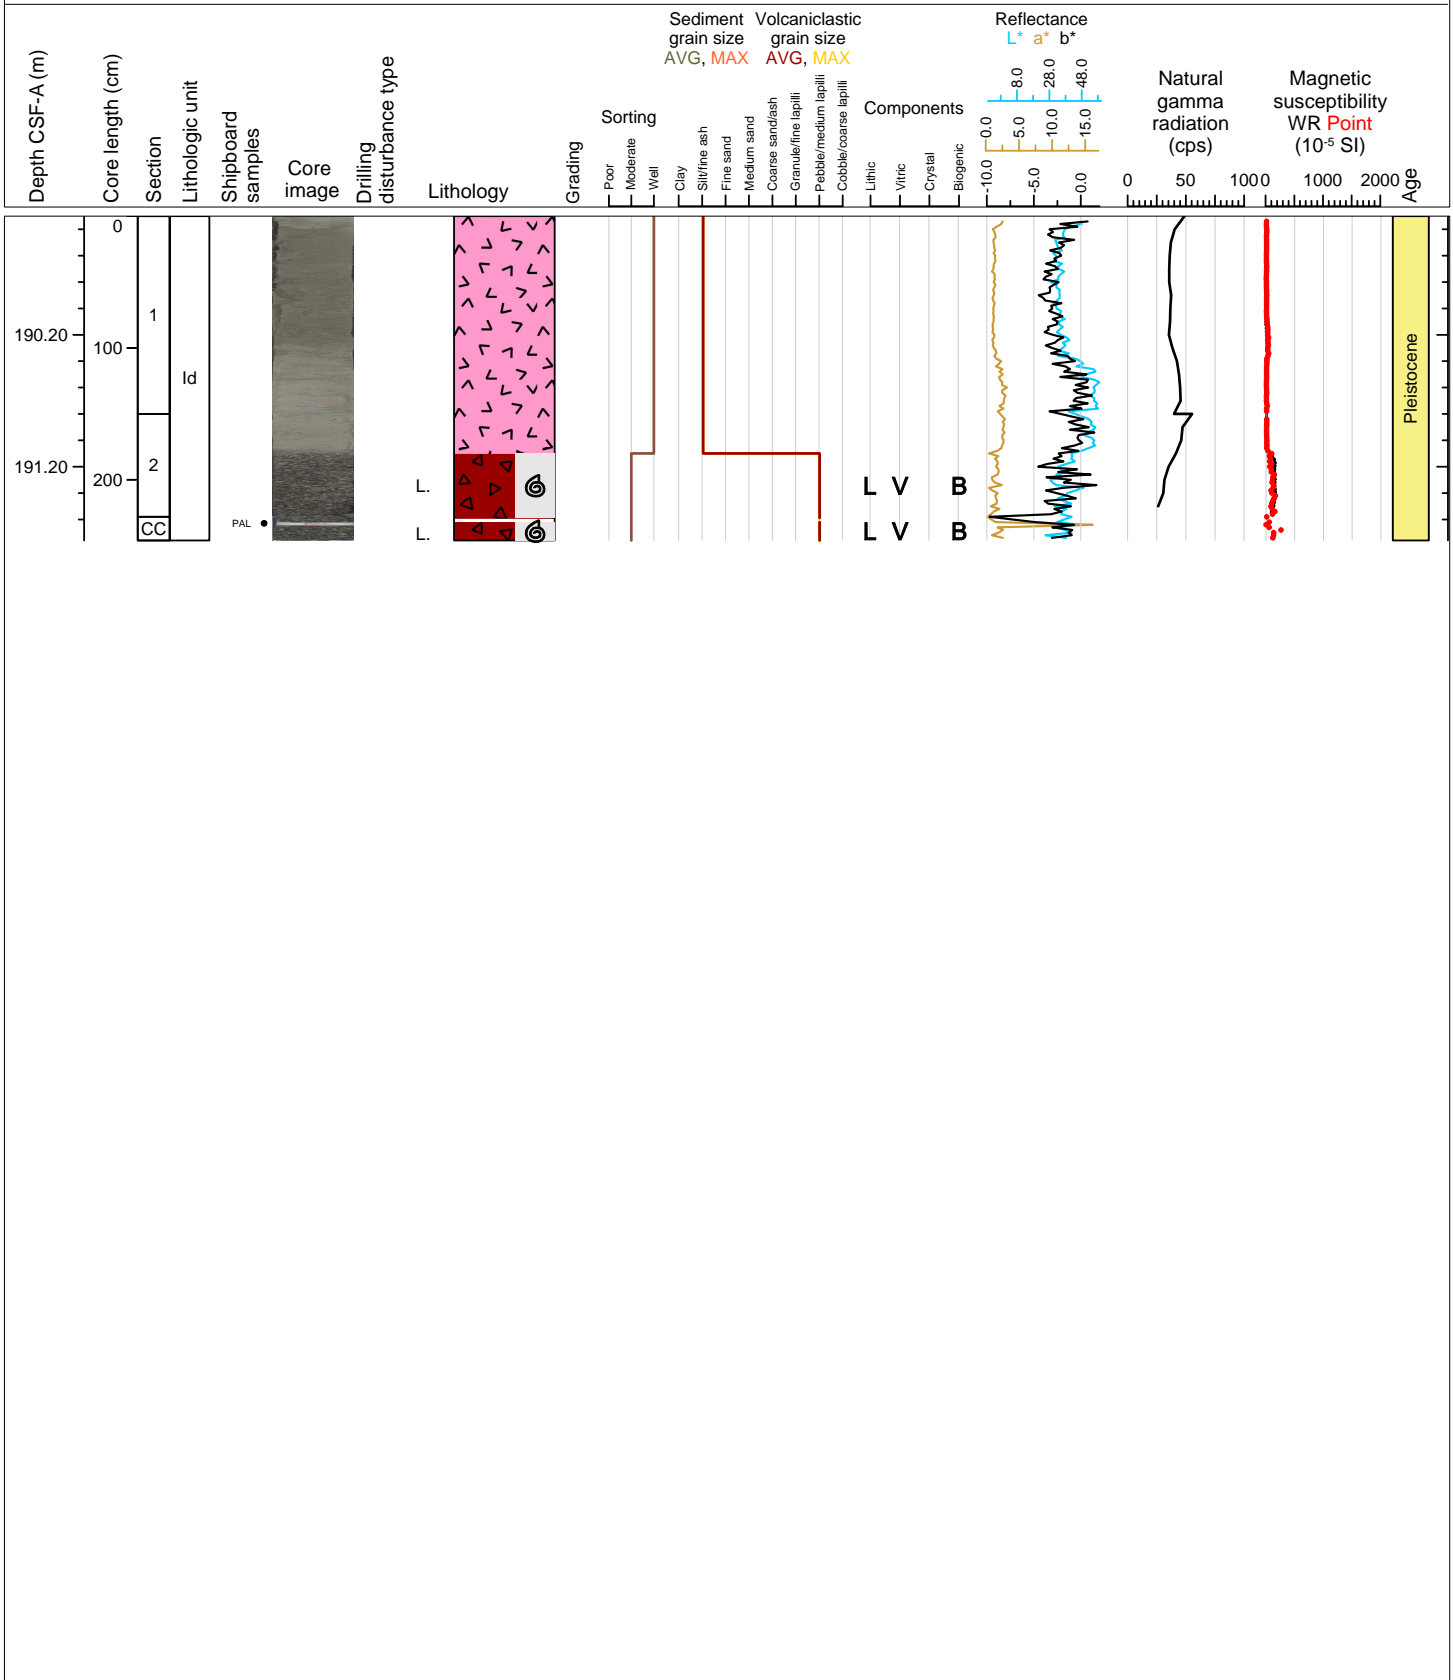 Depth CSF-A (m)
Core length (cm)
Section
Lithologic unit
Shipboard
samples
Core
image
Drilling
disturbance type
Lithology
Grading
Sorting
Poor
Moderate
Well
Sediment
grain size
AVG, MAX
Volcaniclastic
grain size
AVG, MAX
Clay
Silt/fine ash
Fine sand
Medium sand
Coarse sand/ash
Granule/fine lapilli
Pebble/medium lapilli
Cobble/coarse lapilli
Components
Lithic
Vitric
Crystal
Biogenic
Reflectance
L* a* b*
8.0 28.0 48.0
0.0 5.0 10.0 15.0
-10.0 -5.0 0.0
Natural
gamma
radiation
(cps)
0 50 100
Magnetic
susceptibility
WR Point
(10⁻⁵ SI)
0 1000 2000
Age
0
1
190.20
100
Id
Pleistocene
191.20
2
200
L.
L V B
PAL
CC
L.
L V B